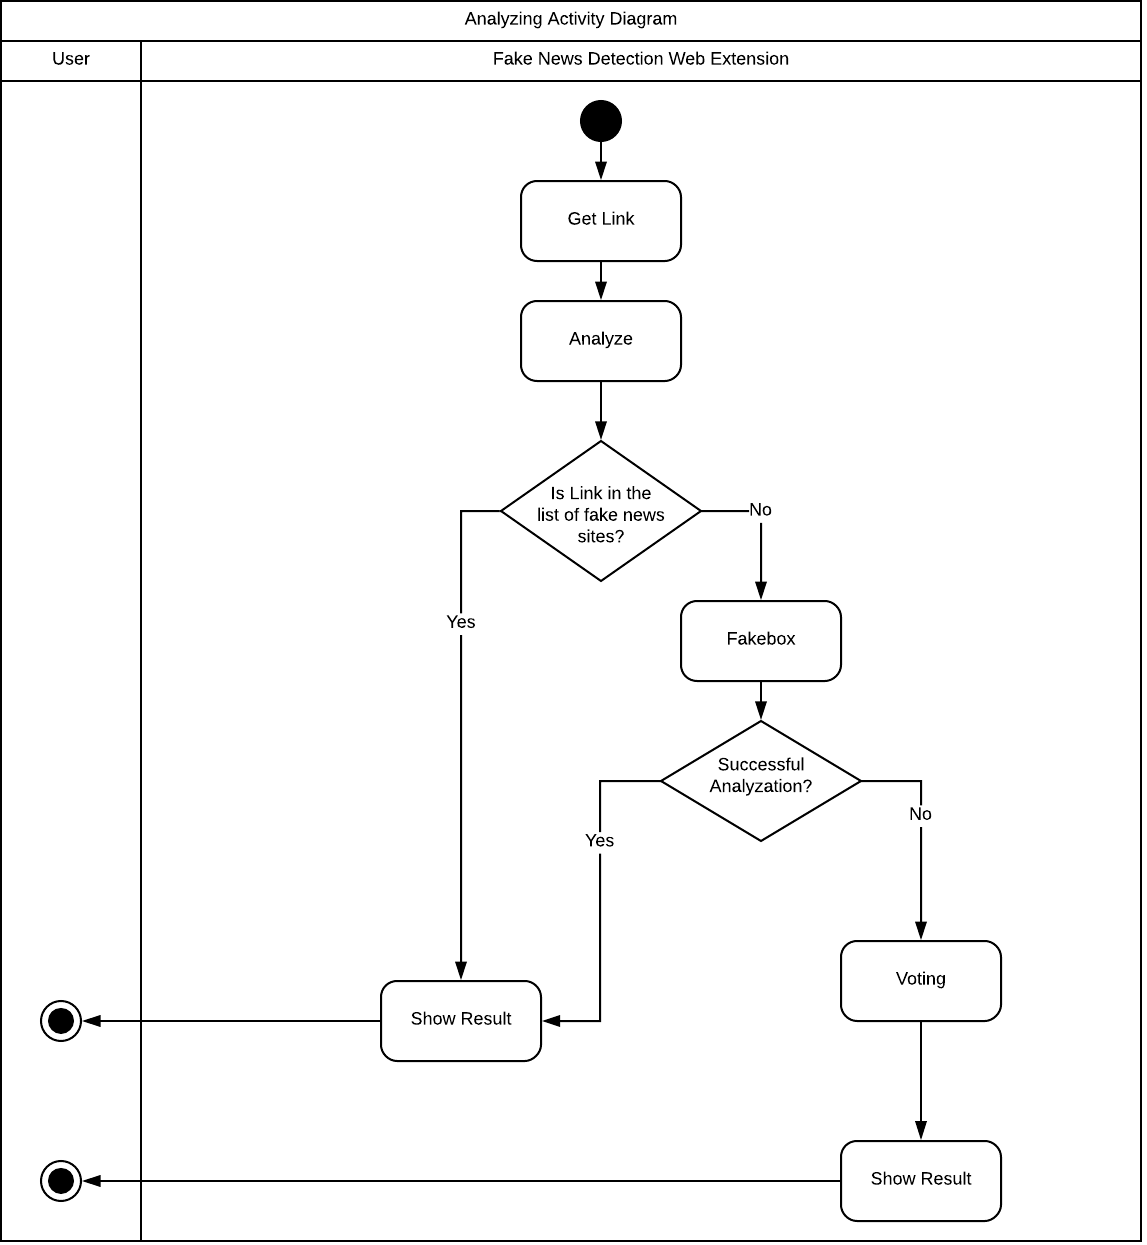 Analyzing Activity Diagram
User
Fake News Detection Web Extension
Get Link
Analyze
Is Link in the
list of fake news
sites?
No
Yes
Fakebox
Successful
Analyzation?
No
Yes
Voting
Show Result
Show Result